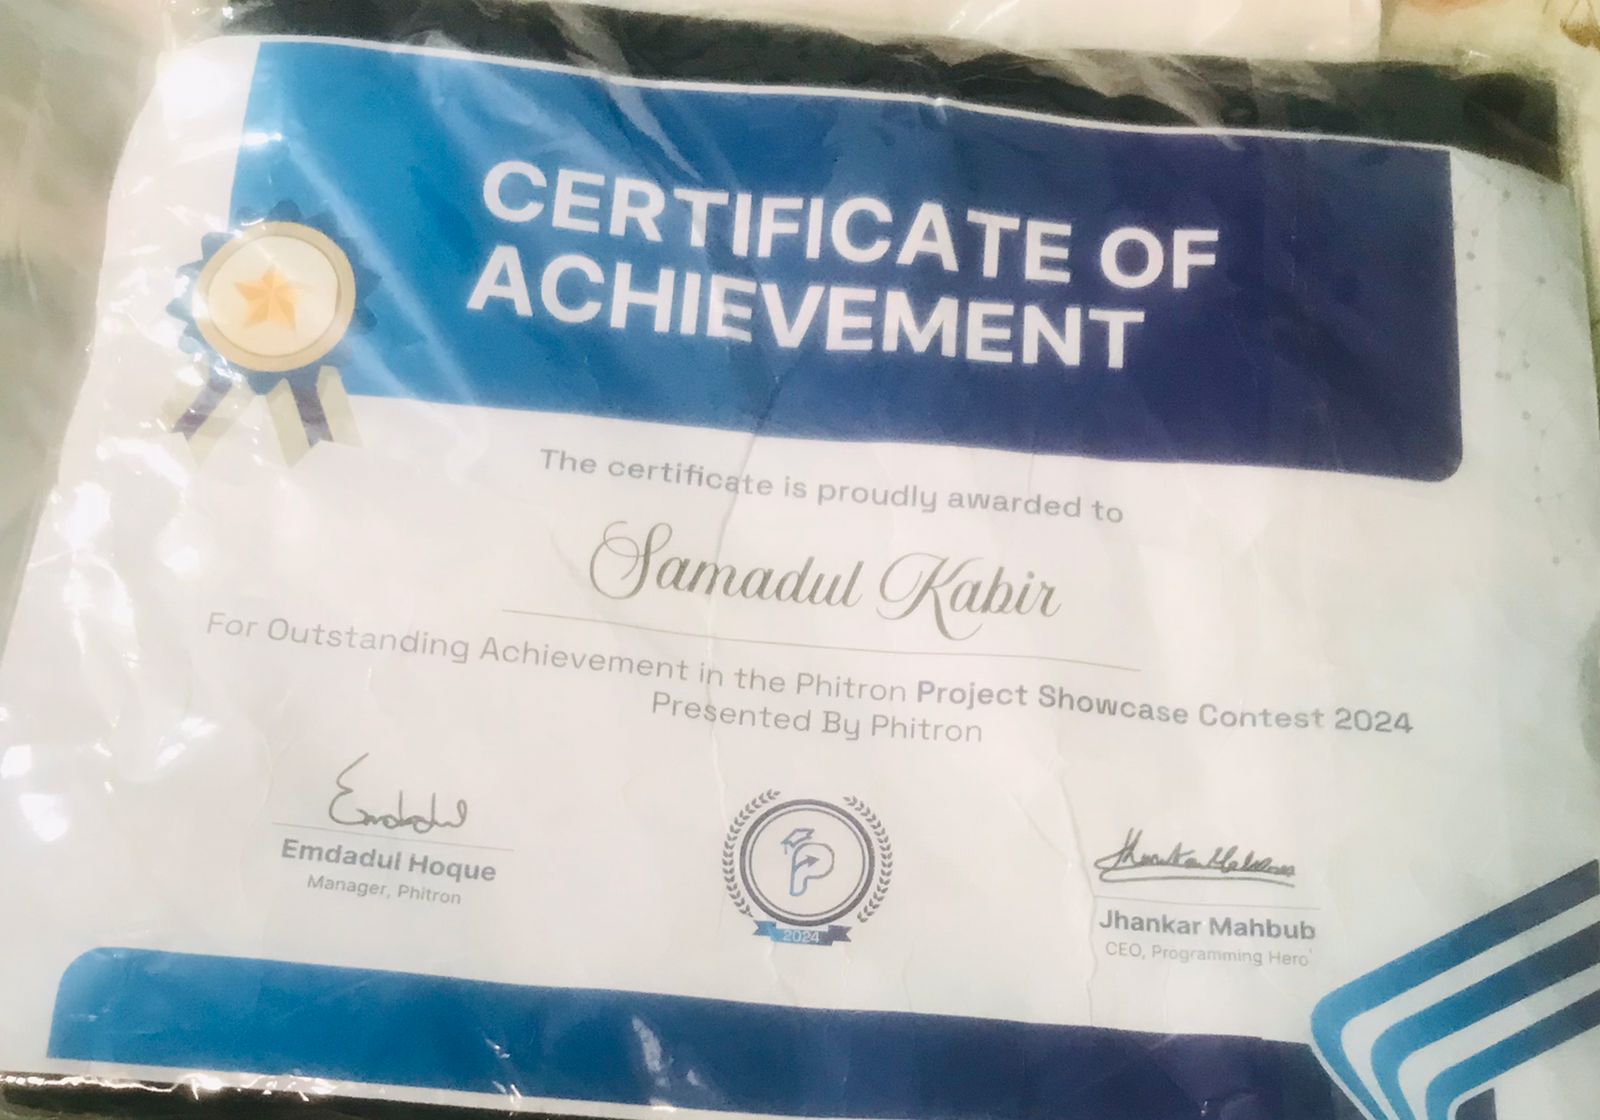 CERTIFICATE OF
ACHIEVEMENT
The certificate is proudly awarded to
Samadul Kabir
For Outstanding Achievement in the Phitron Project Showcase Contest 2024
Presented By Phitron
Emdadul
Emdadul Hoque
Manager, Phitron
2024
Jhankar Mahbub
Jhankar Mahbub
CEO, Programming Hero